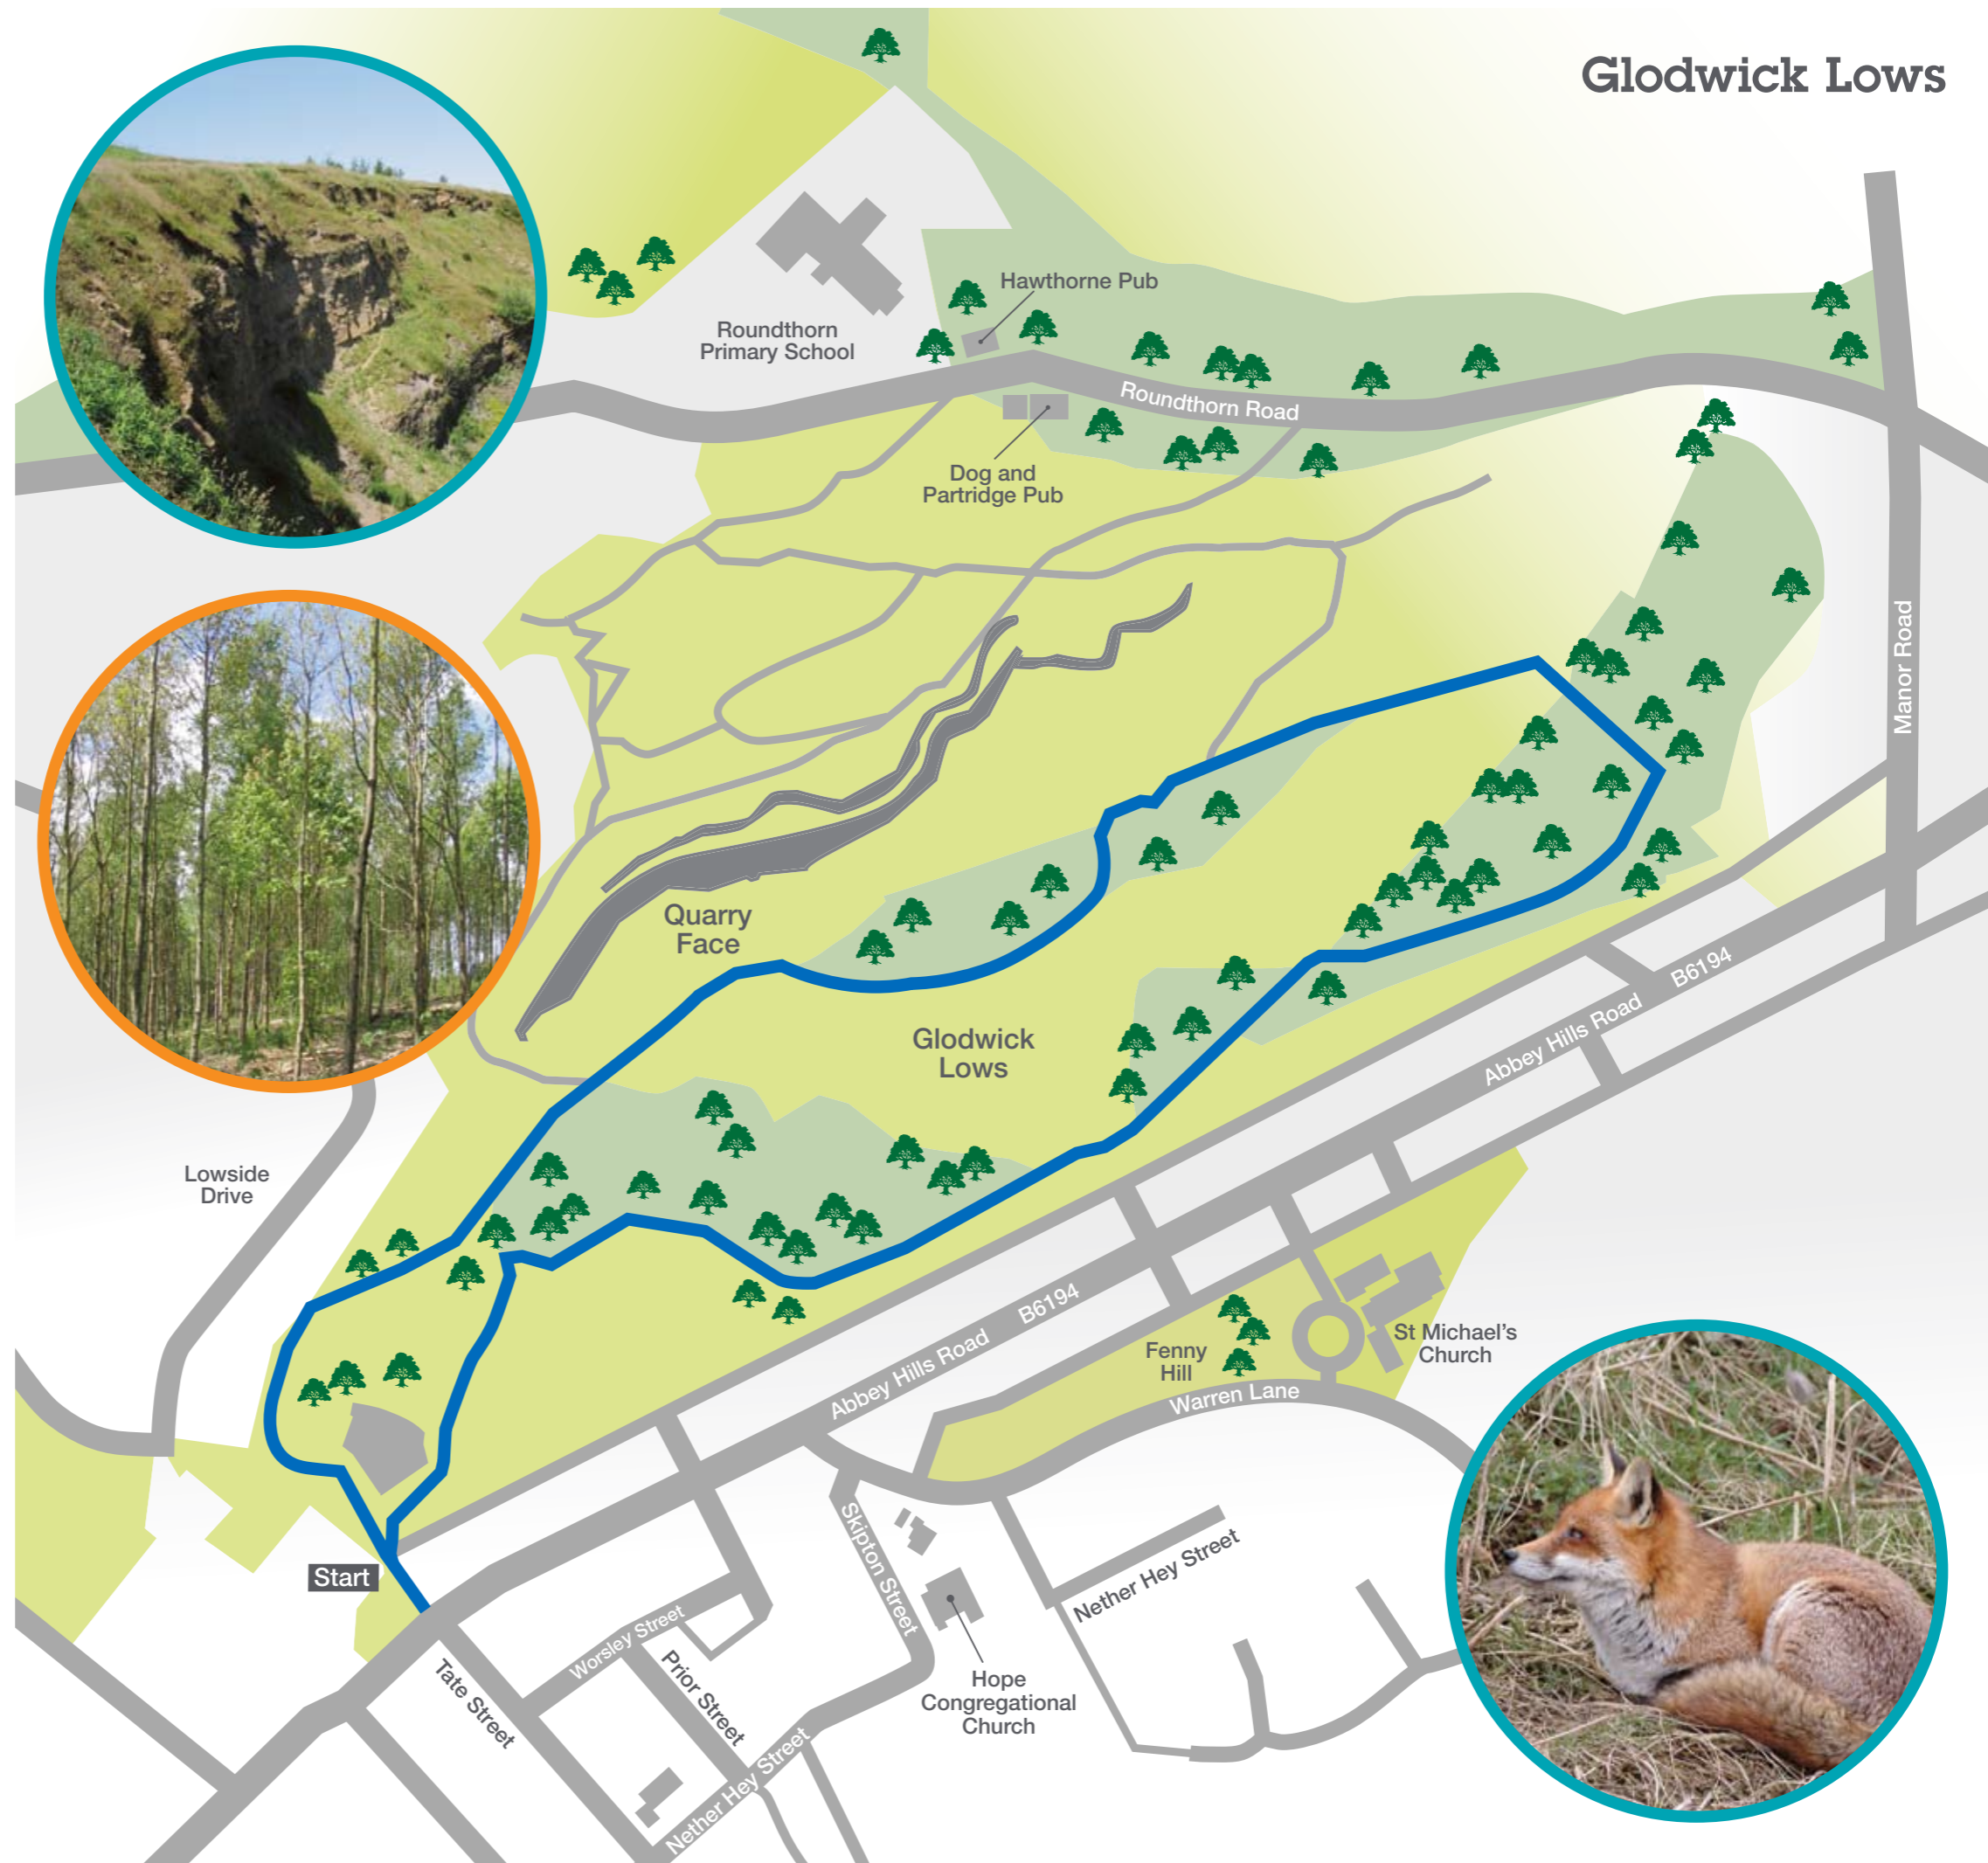 Glodwick Lows
Hawthorne Pub
Roundthorn
Primary School
Roundthorn Road
Dog and
Partridge Pub
Manor Road
Quarry
Face
Glodwick
Lows
B6194
Abbey Hills Road
Lowside
Drive
B6194
Abbey Hills Road
St Michael's
Church
Fenny
Hill
Warren Lane
Start
Skipton Street
Nether Hey Street
Worsley Street
Prior Street
Tate Street
Hope
Congregational
Church
Nether Hey Street